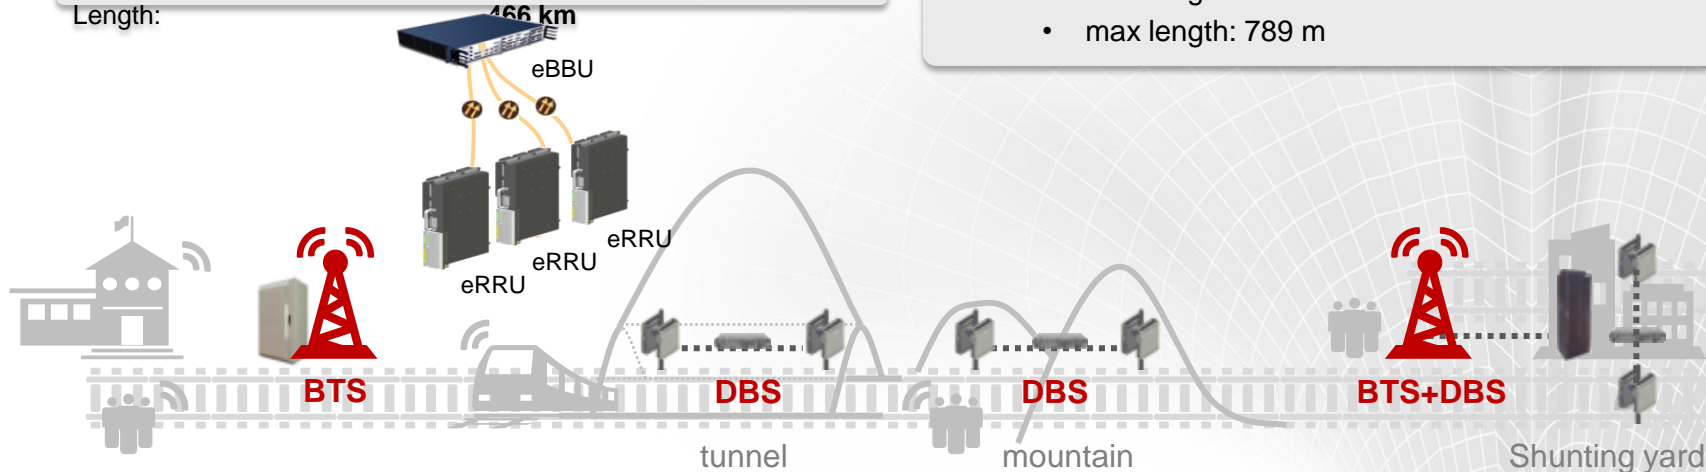 Length: 466 km
• max length: 789 m
eBBU
eRRU
eRRU
eRRU
BTS
DBS
DBS
BTS+DBS
tunnel
mountain
Shunting yard